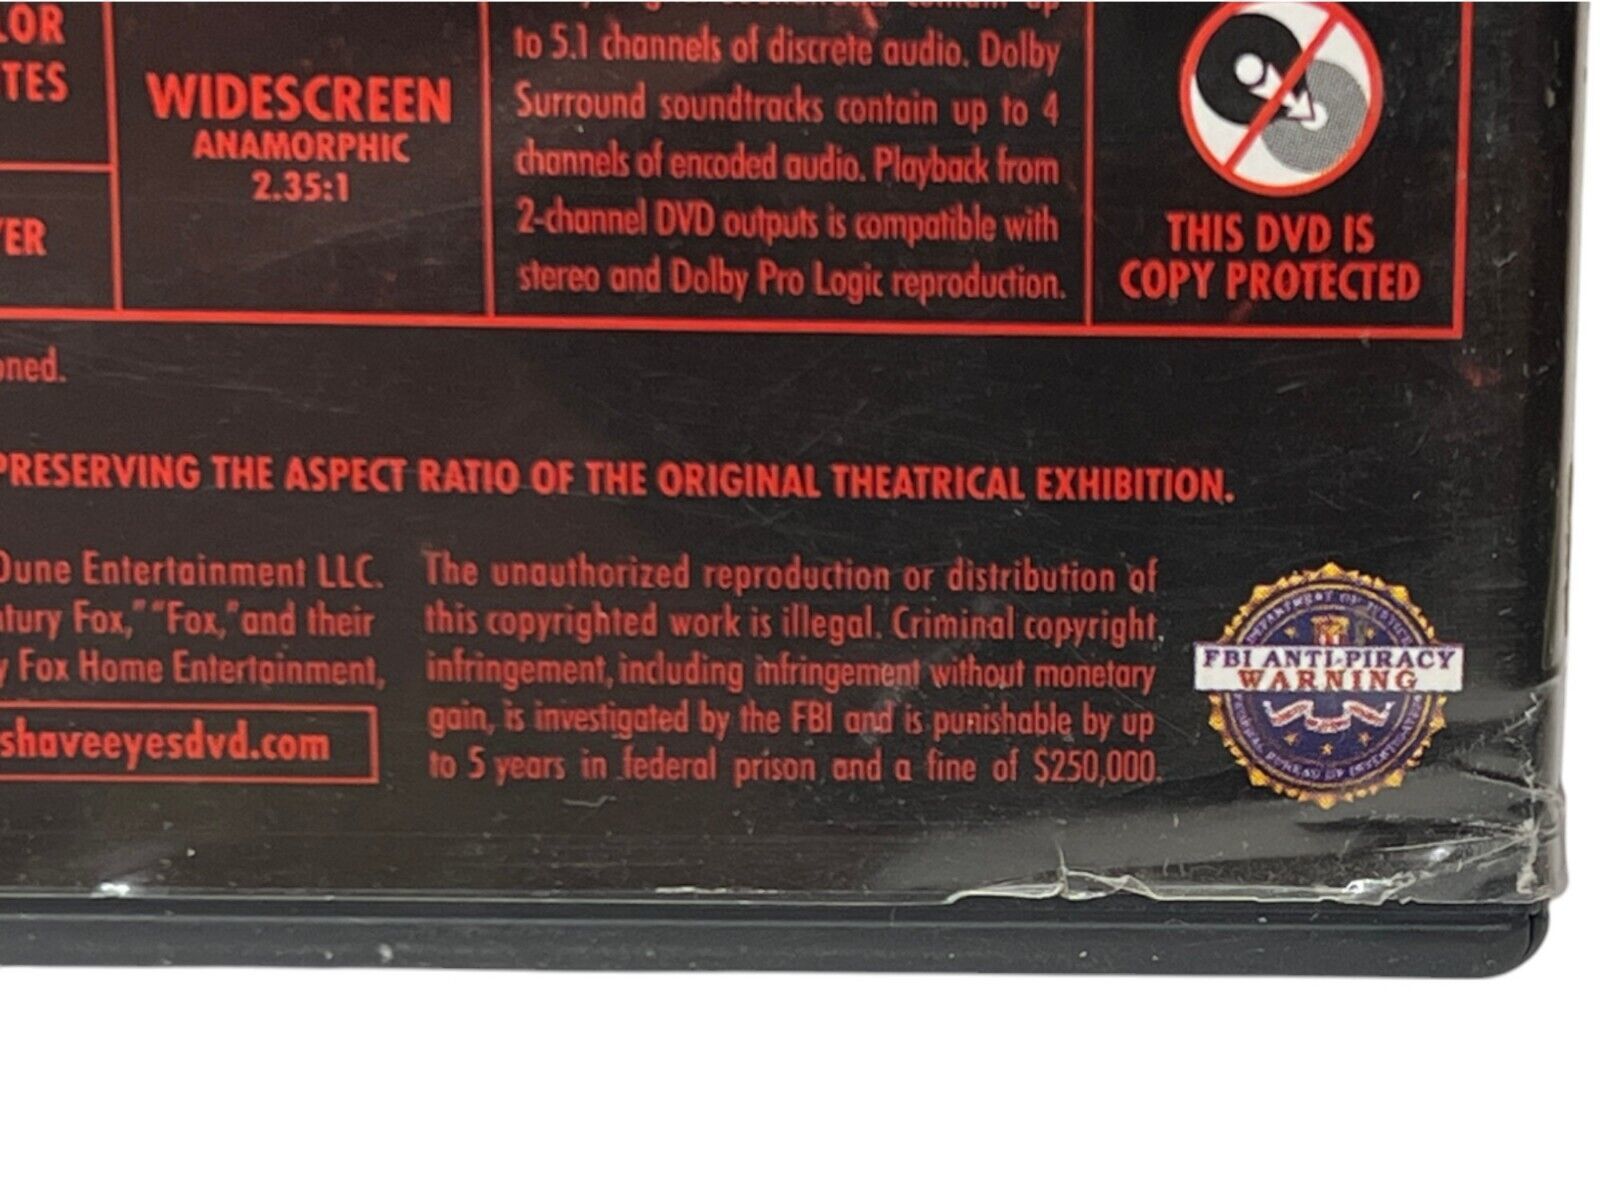 LOR
TES
YER
WIDESCREEN
ANAMORPHIC
2.35:1
contain up
to 5.1 channels of discrete audio. Dolby
Surround soundtracks contain up to 4
channels of encoded audio. Playback from
2-channel DVD outputs is compatible with
stereo and Dolby Pro Logic reproduction.
THIS DVD IS
COPY PROTECTED
oned.
PRESERVING THE ASPECT RATIO OF THE ORIGINAL THEATRICAL EXHIBITION.
Dune Entertainment LLC.
ntury Fox," "Fox," and their
y Fox Home Entertainment,
shaveeyesdvd.com
The unauthorized reproduction or distribution of
this copyrighted work is illegal. Criminal copyright
infringement, including infringement without monetary
gain, is investigated by the FBI and is punishable by up
to 5 years in federal prison and a fine of $250,000.
FBI ANTI-PIRACY
WARNING